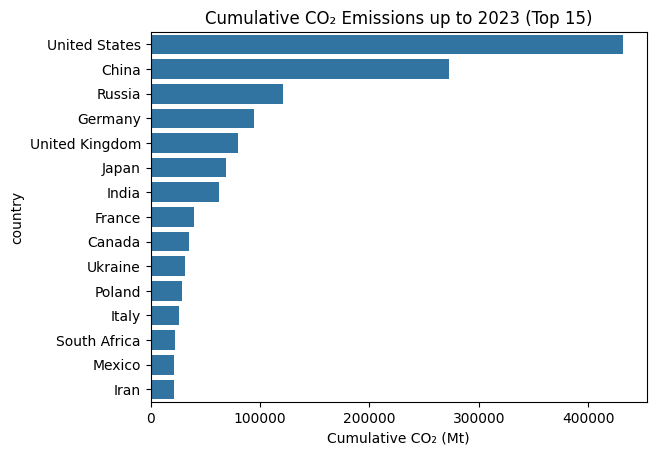 Cumulative CO₂ Emissions up to 2023 (Top 15)
country
United States
China
Russia
Germany
United Kingdom
Japan
India
France
Canada
Ukraine
Poland
Italy
South Africa
Mexico
Iran
0 100000 200000 300000 400000
Cumulative CO₂ (Mt)